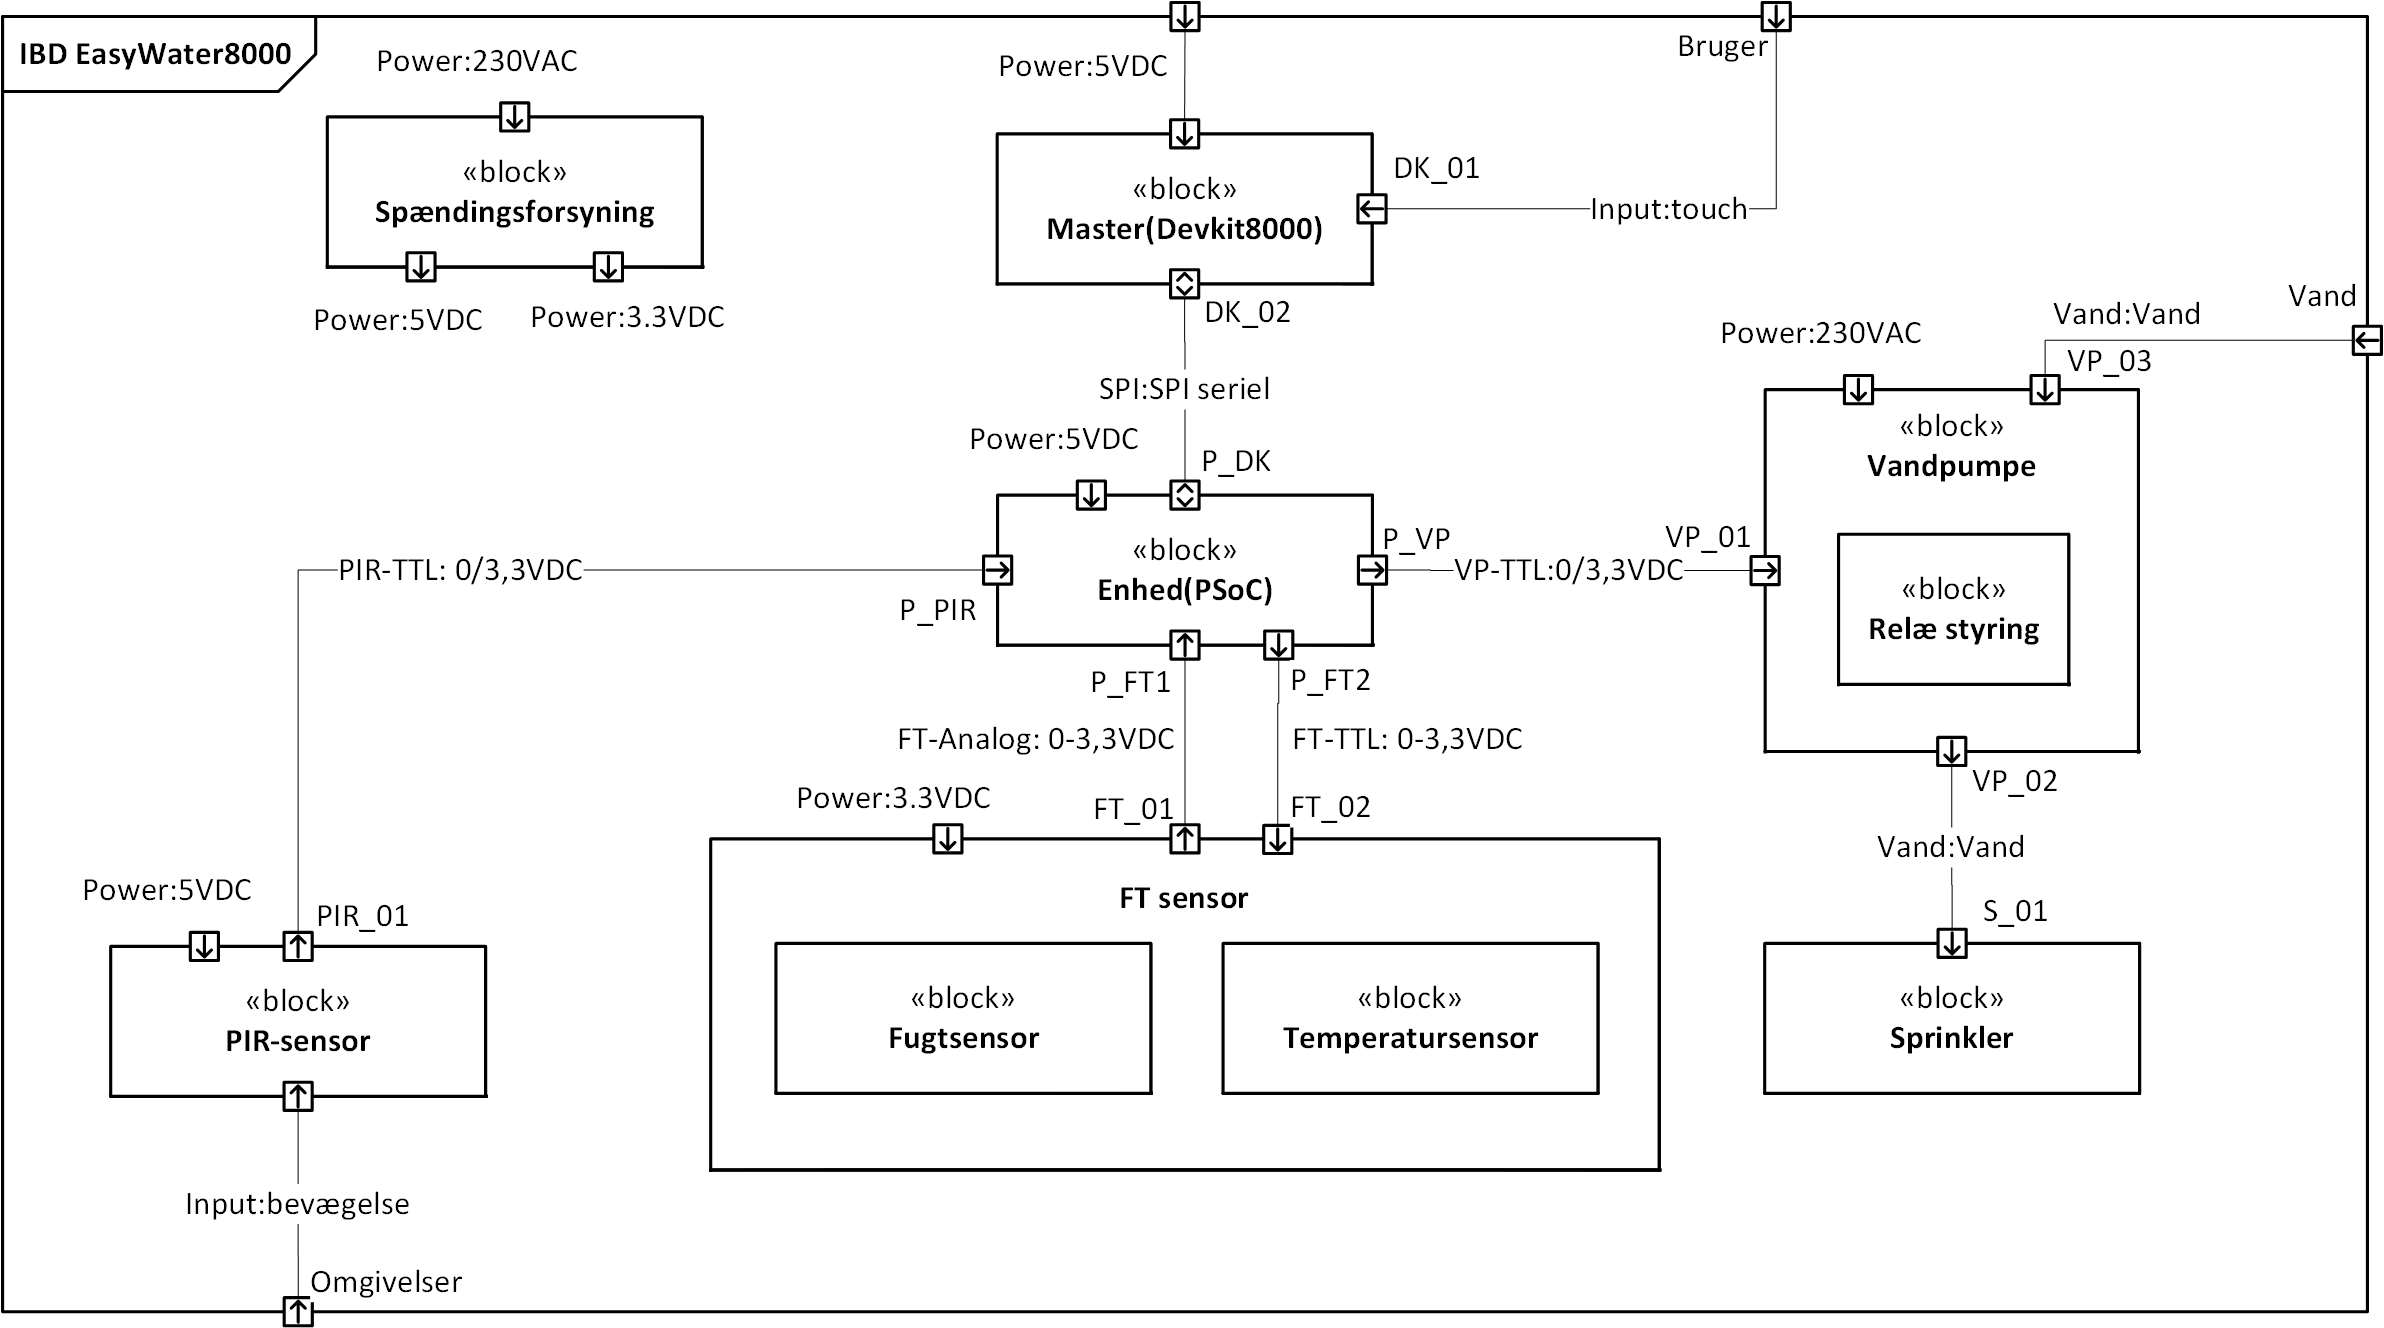 IBD EasyWater8000
Power:230VAC
«block»
Spændingsforsyning
Power:5VDC
Power:3.3VDC
Power:5VDC
Bruger
«block»
Master(Devkit8000)
DK_01
Input:touch
DK_02
SPI:SPI seriel
Vand
Vand:Vand
Power:230VAC
VP_03
«block»
Vandpumpe
«block»
Relæ styring
Power:5VDC
P_DK
«block»
Enhed(PSoC)
P_VP
VP-TTL:0/3,3VDC
VP_01
PIR-TTL: 0/3,3VDC
P_PIR
P_FT1
P_FT2
FT-Analog: 0-3,3VDC
FT-TTL: 0-3,3VDC
Power:3.3VDC
FT_01
FT_02
FT sensor
«block»
Fugtsensor
«block»
Temperatursensor
VP_02
Vand:Vand
S_01
«block»
Sprinkler
Power:5VDC
PIR_01
«block»
PIR-sensor
Input:bevægelse
Omgivelser